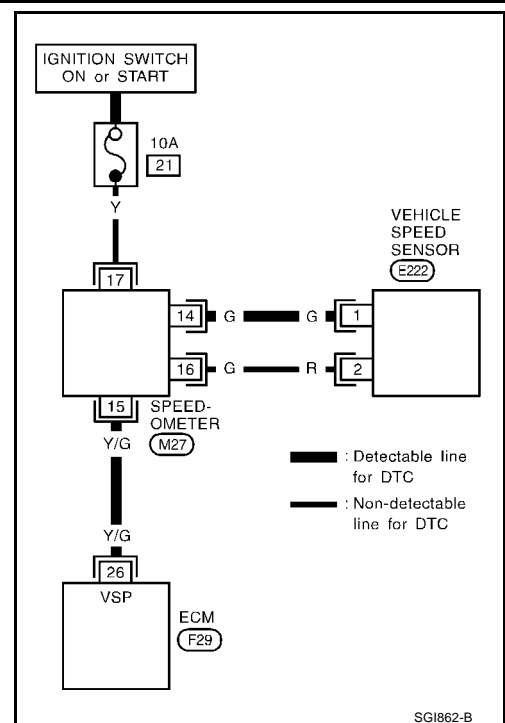 IGNITION SWITCH
ON or START
10A
21
Y
17
VEHICLE
SPEED
SENSOR
E222
14 G G 1
16 G R 2
15 SPEED-
OMETER
M27
Y/G
: Detectable line
for DTC
: Non-detectable
line for DTC
Y/G
26
VSP
ECM
F29
SGI862-B